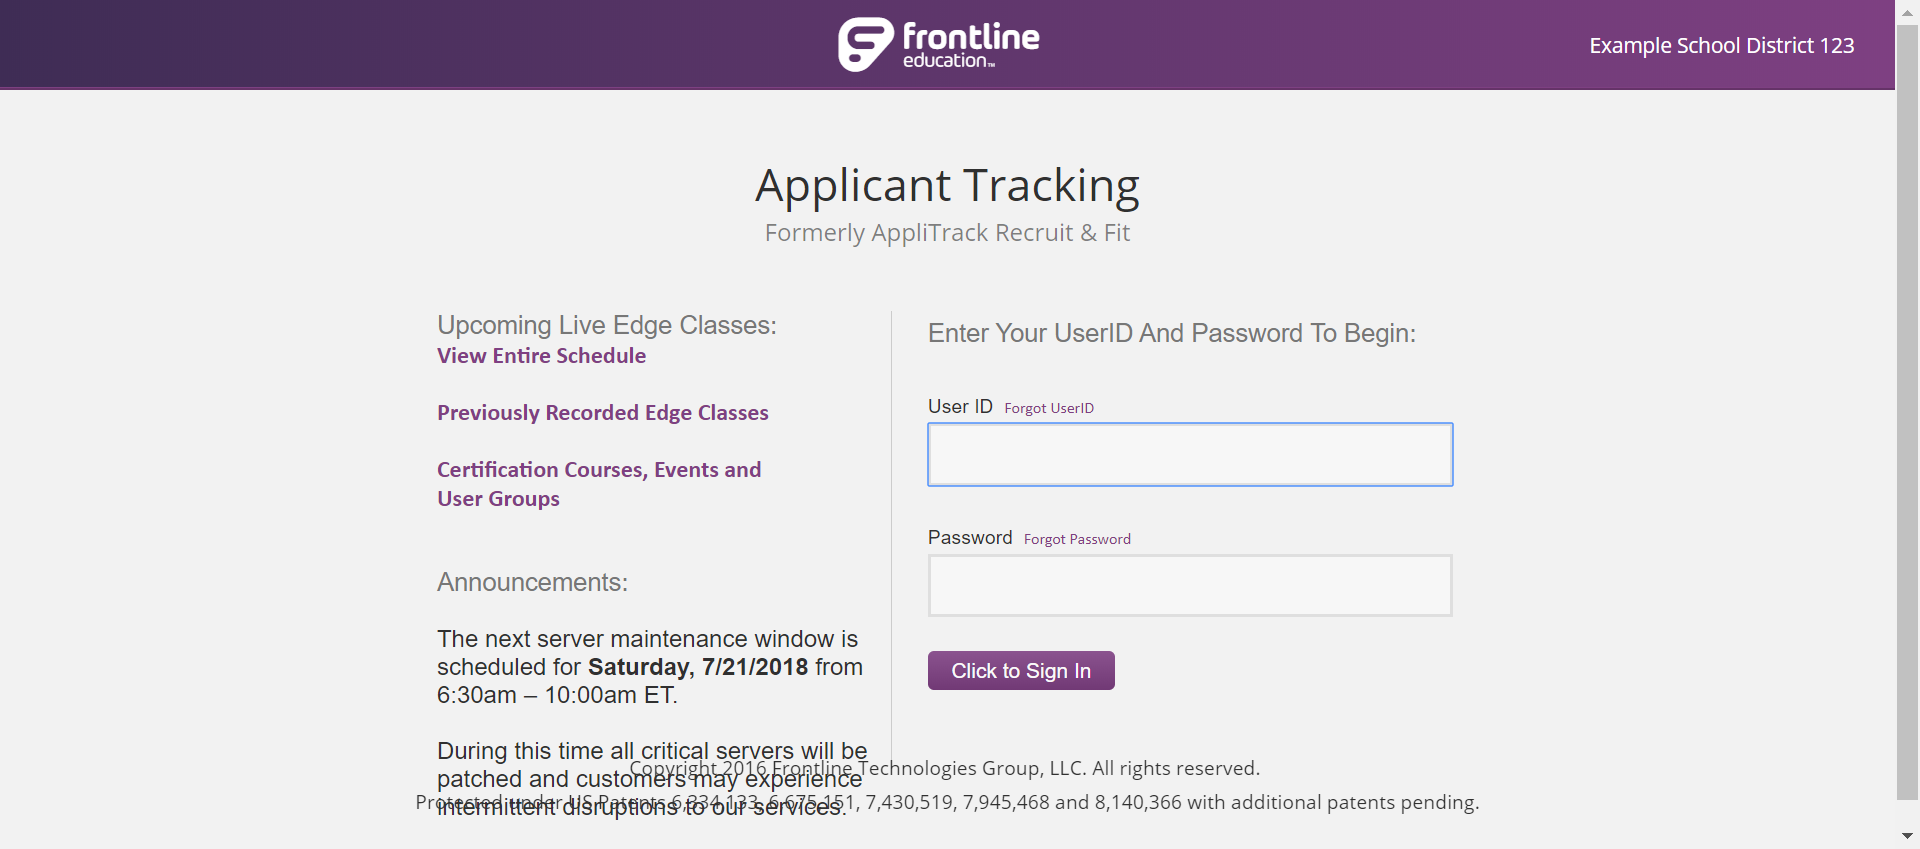 frontline
education™
Example School District 123
Applicant Tracking
Formerly AppliTrack Recruit & Fit
Upcoming Live Edge Classes:
View Entire Schedule
Previously Recorded Edge Classes
Certification Courses, Events and
User Groups
Announcements:
The next server maintenance window is
scheduled for Saturday, 7/21/2018 from
6:30am – 10:00am ET.
During this time all critical servers will be
patched and customers may experience
intermittent disruptions to our services.
Enter Your UserID And Password To Begin:
User ID Forgot UserID
Password Forgot Password
Click to Sign In
Copyright 2016 Frontline Technologies Group, LLC. All rights reserved.
Protected under US Patents 6,334,133, 6,675,151, 7,430,519, 7,945,468 and 8,140,366 with additional patents pending.